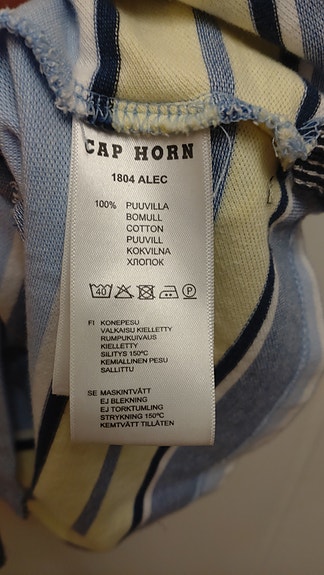 CAP HORN
1804 ALEC
100% PUUVILLA
BOMULL
COTTON
PUUVILL
KOKVILNA
ХЛОПОК
40
FI KONEPESU
VALKAISU KIELLETTY
RUMPUKUIVAUS
KIELLETTY
SILITYS 150°C
KEMIALLINEN PESU
SALLITTU
SE MASKINTVÄTT
EJ BLEKNING
EJ TORKTUMLING
STRYKNING 150°C
KEMTVÄTT TILLÅTEN